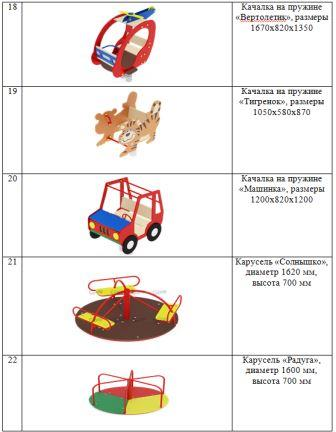 18
Качалка на пружине
«Вертолетик», размеры
1670х820х1350
19
Качалка на пружине
«Тигренок», размеры
1050х580х870
20
Качалка на пружине
«Машинка», размеры
1200х820х1200
21
Карусель «Солнышко»,
диаметр 1620 мм,
высота 700 мм
22
Карусель «Радуга»,
диаметр 1600 мм,
высота 700 мм